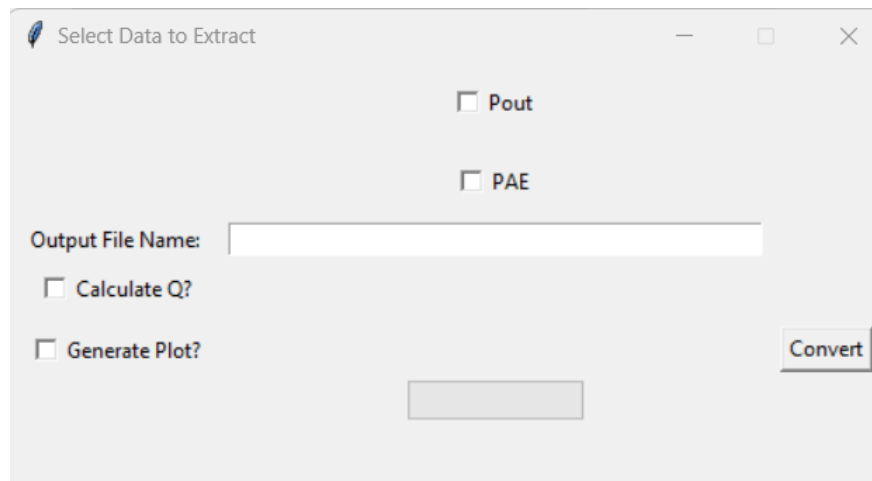 Select Data to Extract
Pout
PAE
Output File Name:
Calculate Q?
Generate Plot?
Convert